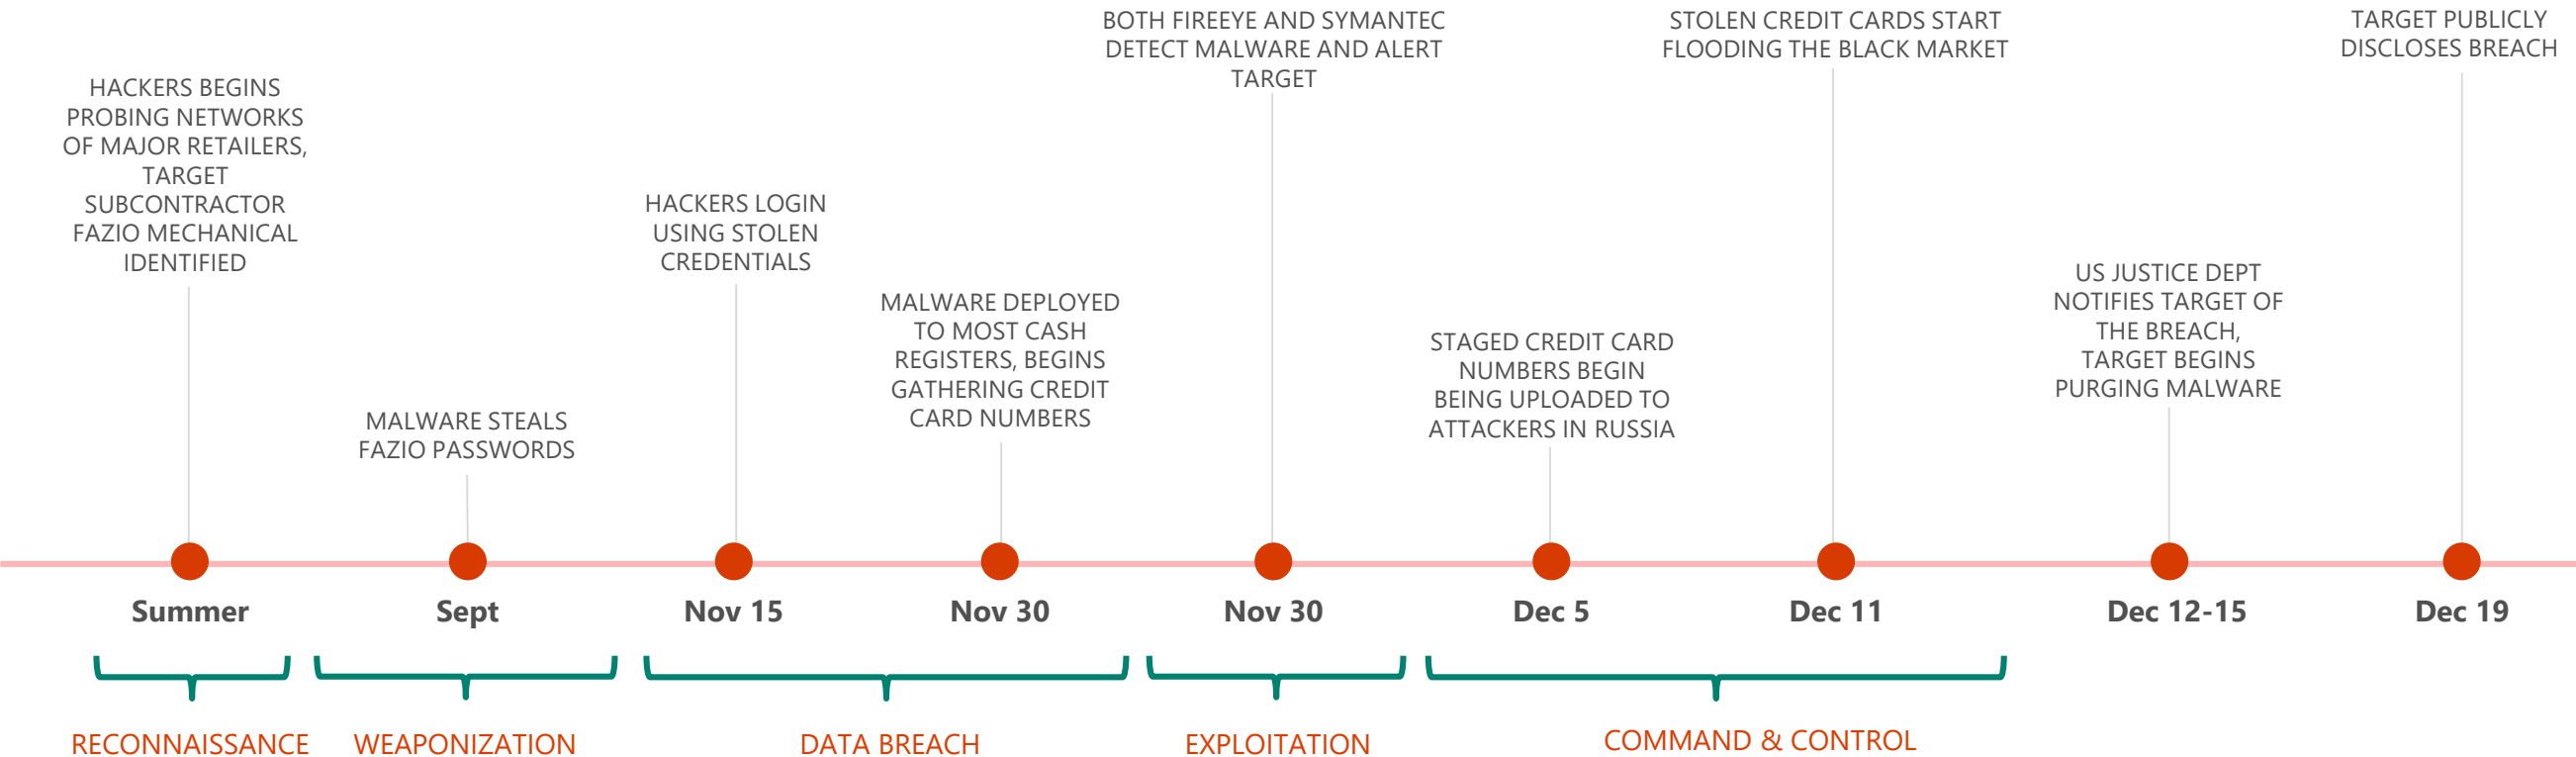 HACKERS BEGINS
PROBING NETWORKS
OF MAJOR RETAILERS,
TARGET
SUBCONTRACTOR
FAZIO MECHANICAL
IDENTIFIED
MALWARE STEALS
FAZIO PASSWORDS
HACKERS LOGIN
USING STOLEN
CREDENTIALS
MALWARE DEPLOYED
TO MOST CASH
REGISTERS, BEGINS
GATHERING CREDIT
CARD NUMBERS
BOTH FIREEYE AND SYMANTEC
DETECT MALWARE AND ALERT
TARGET
STAGED CREDIT CARD
NUMBERS BEGIN
BEING UPLOADED TO
ATTACKERS IN RUSSIA
STOLEN CREDIT CARDS START
FLOODING THE BLACK MARKET
US JUSTICE DEPT
NOTIFIES TARGET OF
THE BREACH,
TARGET BEGINS
PURGING MALWARE
TARGET PUBLICLY
DISCLOSES BREACH
Summer
Sept
Nov 15
Nov 30
Nov 30
Dec 5
Dec 11
Dec 12-15
Dec 19
RECONNAISSANCE
WEAPONIZATION
DATA BREACH
EXPLOITATION
COMMAND & CONTROL